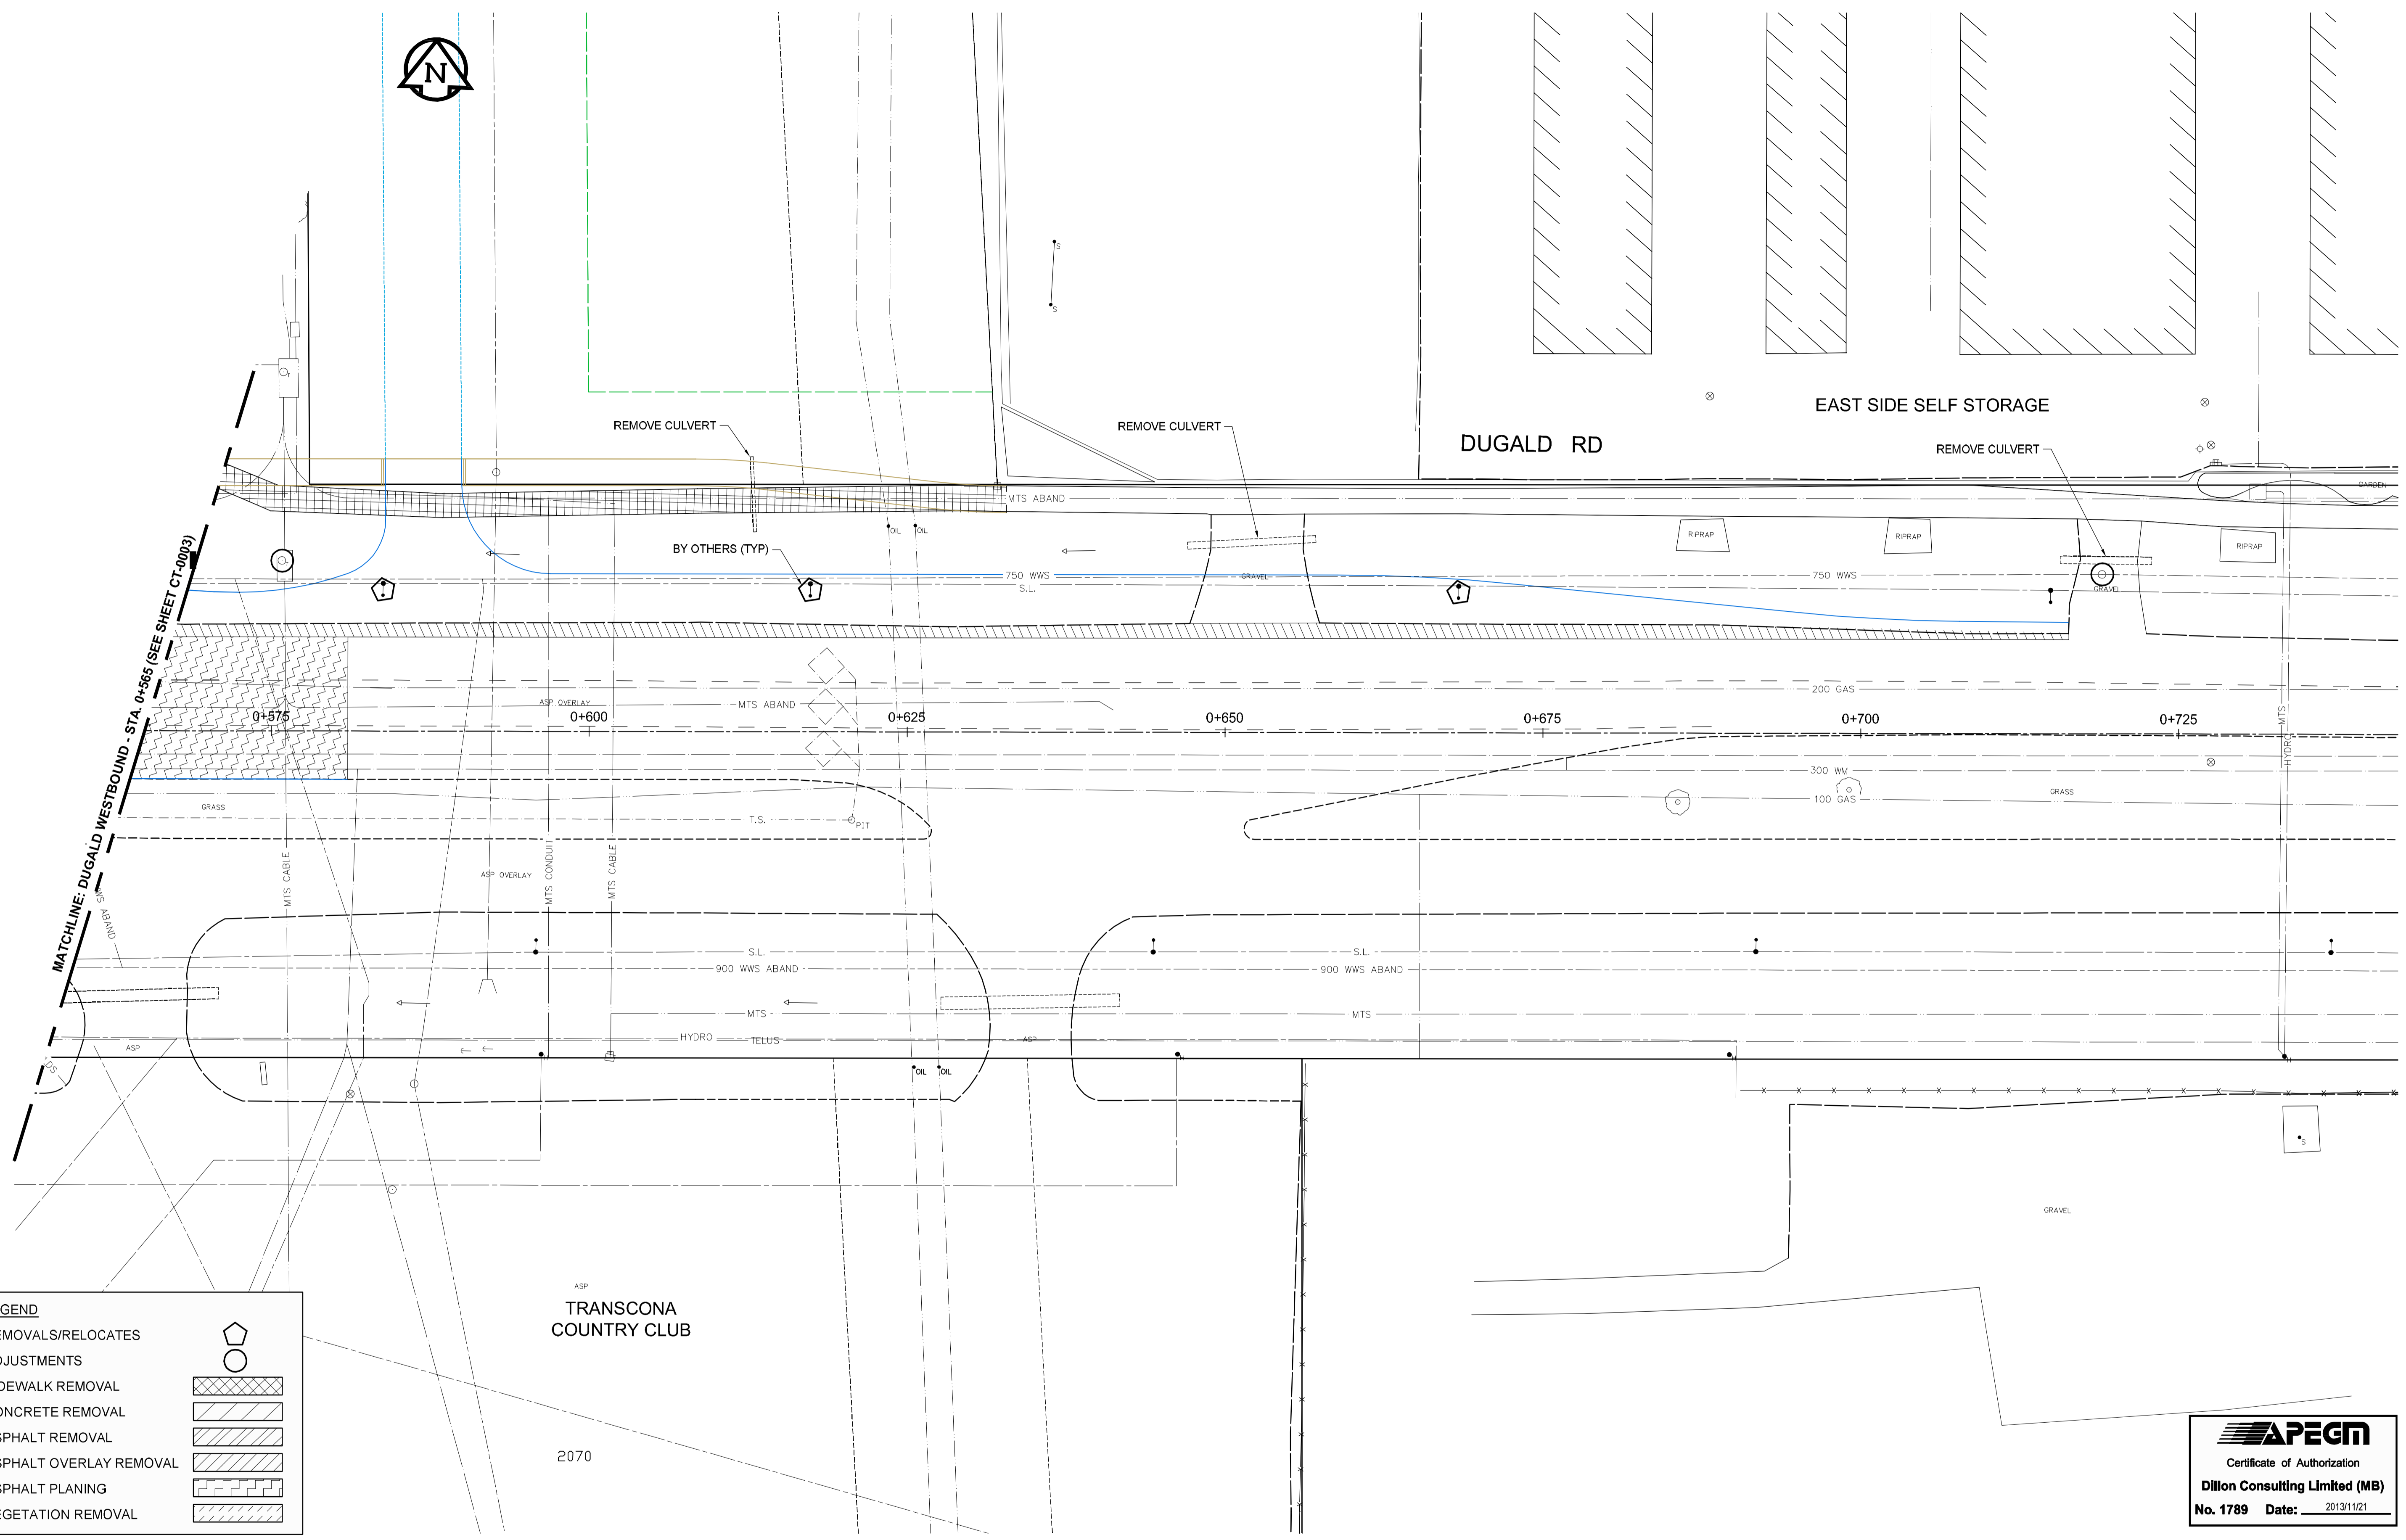 N
S
S
T
EAST SIDE SELF STORAGE
REMOVE CULVERT
REMOVE CULVERT
DUGALD RD
REMOVE CULVERT
GARDEN
MTS ABAND
OIL
OIL
RIPRAP
RIPRAP
RIPRAP
BY OTHERS (TYP)
T
750 WWS
GRAVEL
750 WWS
S.L.
GRAVEL
MATCHLINE: DUGALD WESTBOUND - STA. 0+565 (SEE SHEET CT-0003)
200 GAS
ASP OVERLAY
MTS ABAND
MTS
0+575
0+600
0+625
0+650
0+675
0+700
0+725
HYDRO
300 WM
GRASS
100 GAS
GRASS
T.S.
PIT
MTS CABLE
ASP OVERLAY
MTS CONDUIT
MTS CABLE
WS ABAND
S.L.
S.L.
900 WWS ABAND
900 WWS ABAND
MTS
MTS
HYDRO
TELUS
ASP
ASP
H
H
H
H
DS
OIL
OIL
S
GRAVEL
ASP
TRANSCONA
COUNTRY CLUB
2070
GEND
EMOVALS/RELOCATES
DJUSTMENTS
DEWALK REMOVAL
ONCRETE REMOVAL
SPHALT REMOVAL
SPHALT OVERLAY REMOVAL
SPHALT PLANING
EGETATION REMOVAL
APEGM
Certificate of Authorization
Dillon Consulting Limited (MB)
No. 1789 Date: 2013/11/21